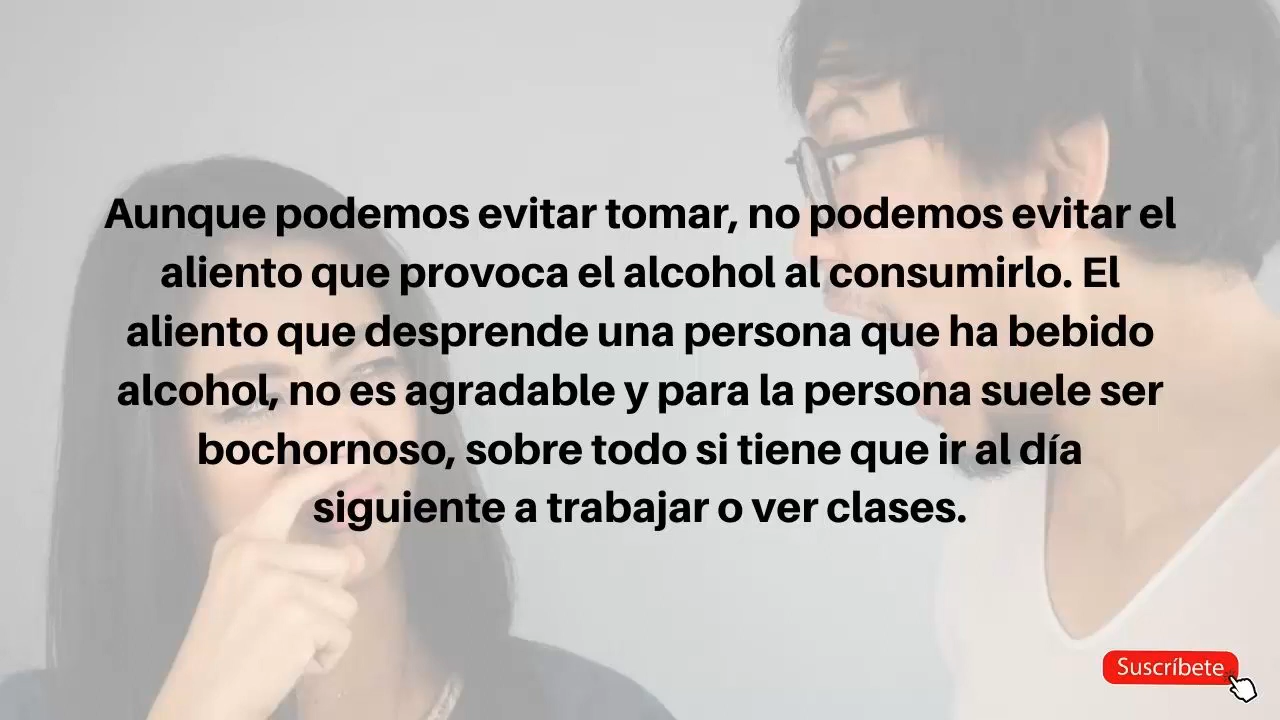 Aunque podemos evitar tomar, no podemos evitar el
aliento que provoca el alcohol al consumirlo. El
aliento que desprende una persona que ha bebido
alcohol, no es agradable y para la persona suele ser
bochornoso, sobre todo si tiene que ir al día
siguiente a trabajar o ver clases.
Suscríbete